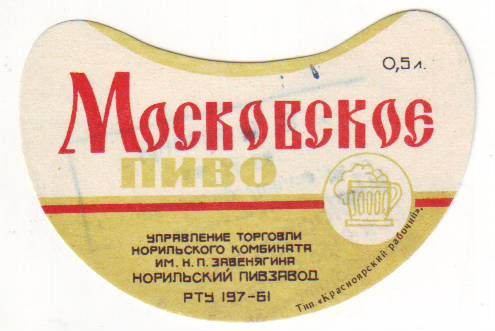 0,5 л.
Московское
ПИВО
УПРАВЛЕНИЕ ТОРГОВЛИ
НОРИЛЬСКОГО КОМБИНАТА
ИМ. Н. П. ЗАВЕНЯГИНА
НОРИЛЬСКИЙ ПИВЗАВОД
РТУ 197-61
Тип. «Красноярский рабочий».